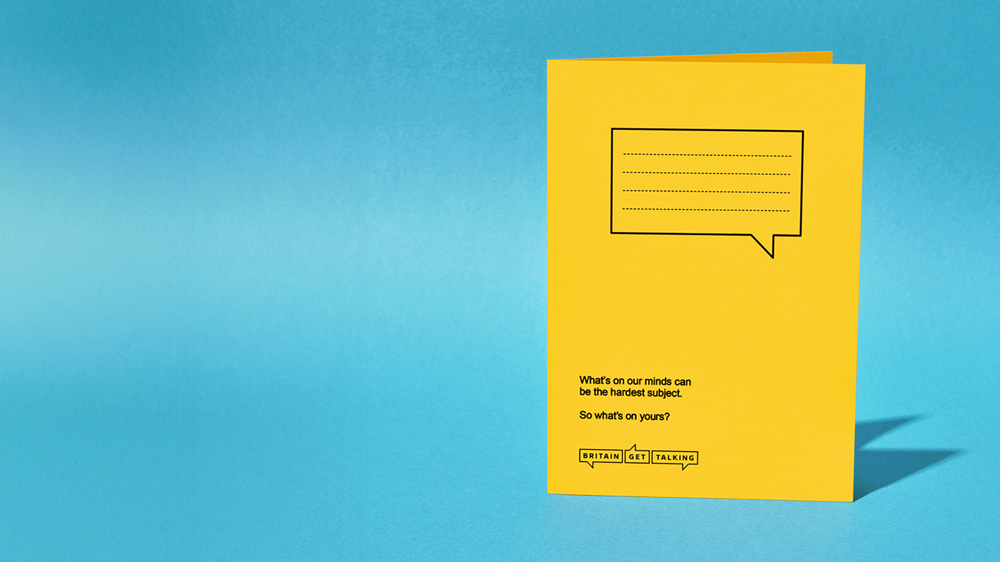 What's on our minds can
be the hardest subject.
So what's on yours?
BRITAIN GET TALKING